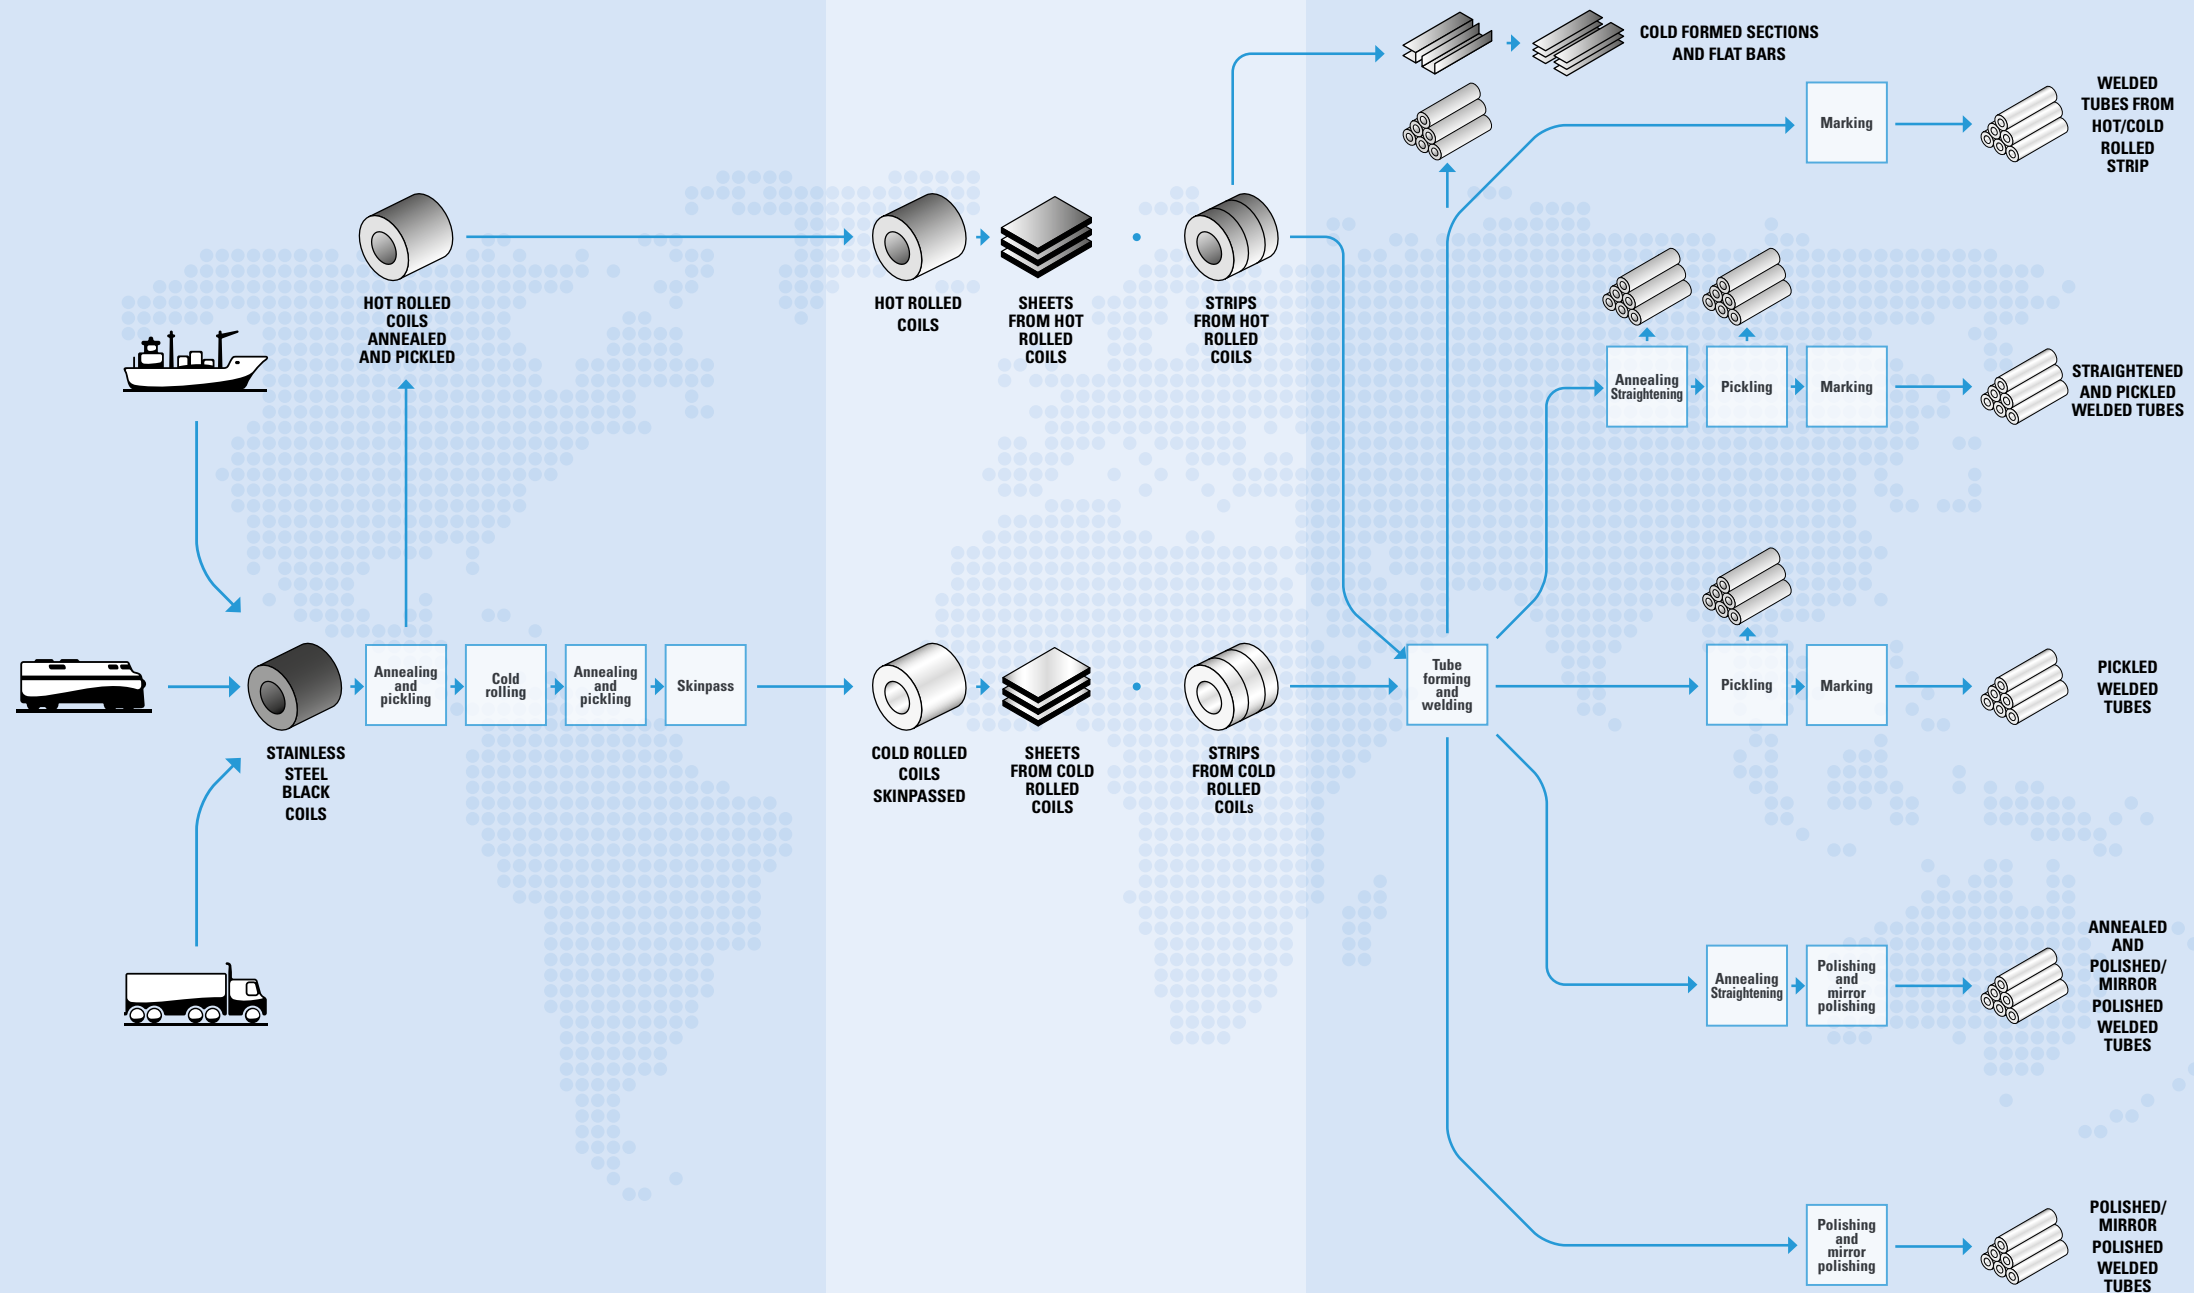 COLD FORMED SECTIONS
AND FLAT BARS
WELDED
TUBES FROM
HOT/COLD
ROLLED
STRIP
Marking
HOT ROLLED
COILS
ANNEALED
AND PICKLED
HOT ROLLED
COILS
SHEETS
FROM HOT
ROLLED
COILS
STRIPS
FROM HOT
ROLLED
COILS
Annealing
Straightening
Pickling
Marking
STRAIGHTENED
AND PICKLED
WELDED TUBES
STAINLESS
STEEL
BLACK
COILS
Annealing
and
pickling
Cold
rolling
Annealing
and
pickling
Skinpass
COLD ROLLED
COILS
SKINPASSED
SHEETS
FROM COLD
ROLLED
COILS
STRIPS
FROM COLD
ROLLED
COILs
Tube
forming
and
welding
Pickling
Marking
PICKLED
WELDED
TUBES
Annealing
Straightening
Polishing
and
mirror
polishing
ANNEALED
AND
POLISHED/
MIRROR
POLISHED
WELDED
TUBES
Polishing
and
mirror
polishing
POLISHED/
MIRROR
POLISHED
WELDED
TUBES